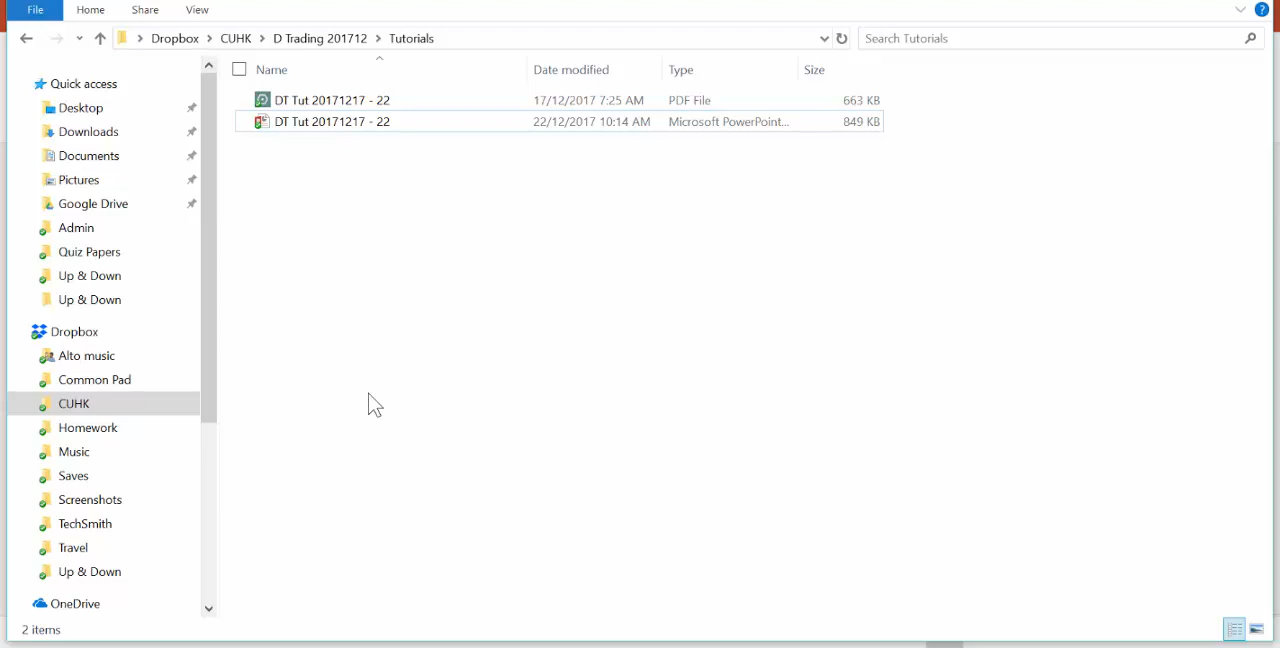 File Home Share View ?
Dropbox > CUHK > D Trading 201712 > Tutorials Search Tutorials
Name Date modified Type Size
DT Tut 20171217 - 22 17/12/2017 7:25 AM PDF File 663 KB
DT Tut 20171217 - 22 22/12/2017 10:14 AM Microsoft PowerPoint... 849 KB
Quick access
Desktop
Downloads
Documents
Pictures
Google Drive
Admin
Quiz Papers
Up & Down
Up & Down
Dropbox
Alto music
Common Pad
CUHK
Homework
Music
Saves
Screenshots
TechSmith
Travel
Up & Down
OneDrive
2 items